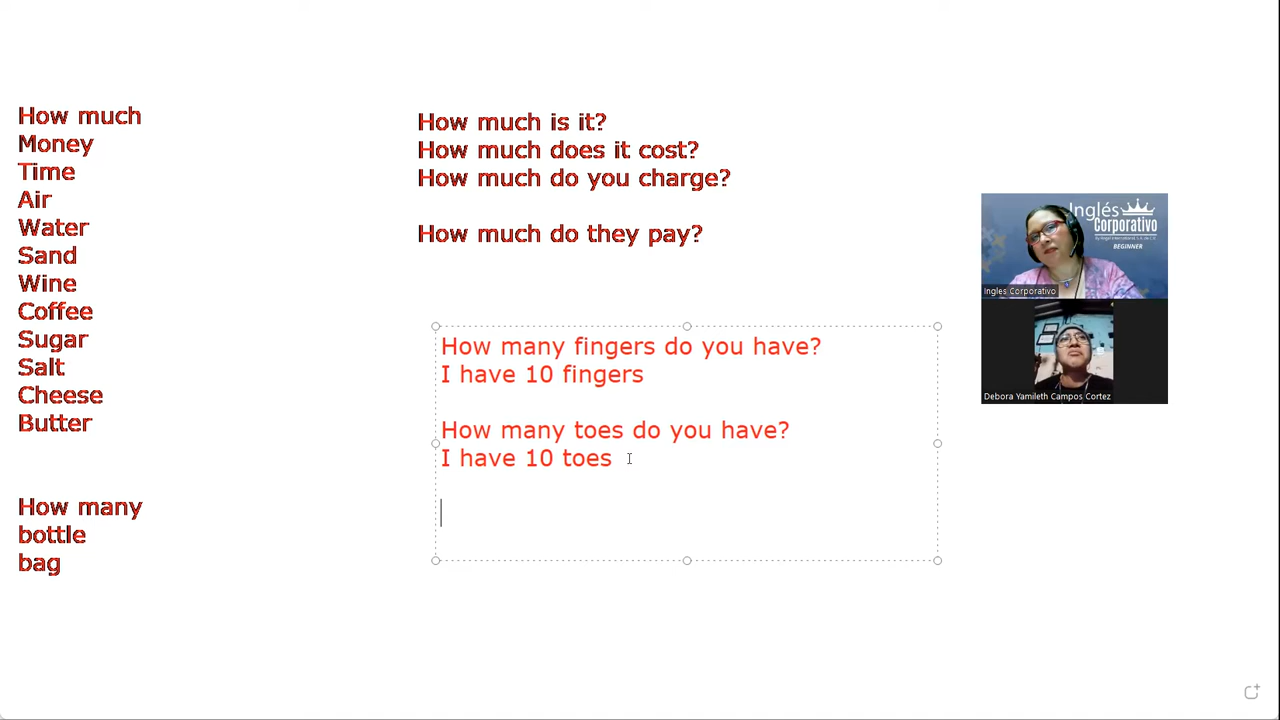 How much
Money
Time
Air
Water
Sand
Wine
Coffee
Sugar
Salt
Cheese
Butter
How many
bottle
bag
How much is it?
How much does it cost?
How much do you charge?
How much do they pay?
How many fingers do you have?
I have 10 fingers
How many toes do you have?
I have 10 toes
Inglés
Corporativo
BEGINNER
Ingles Corporativo
Debora Yamileth Campos Cortez